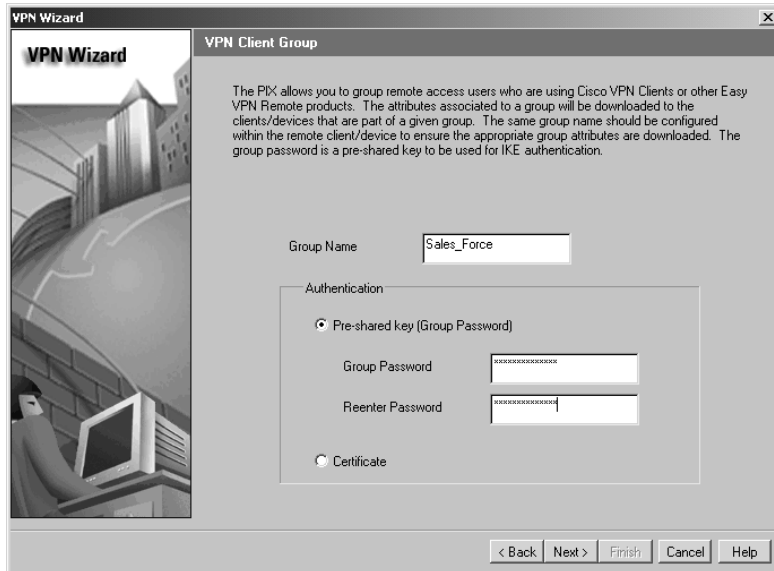 VPN Wizard
VPN Wizard
VPN Client Group
The PIX allows you to group remote access users who are using Cisco VPN Clients or other Easy
VPN Remote products. The attributes associated to a group will be downloaded to the
clients/devices that are part of a given group. The same group name should be configured
within the remote client/device to ensure the appropriate group attributes are downloaded. The
group password is a pre-shared key to be used for IKE authentication.
Group Name Sales_Force
Authentication
Pre-shared key (Group Password)
Group Password *************
Reenter Password *************
Certificate
< Back Next > Finish Cancel Help